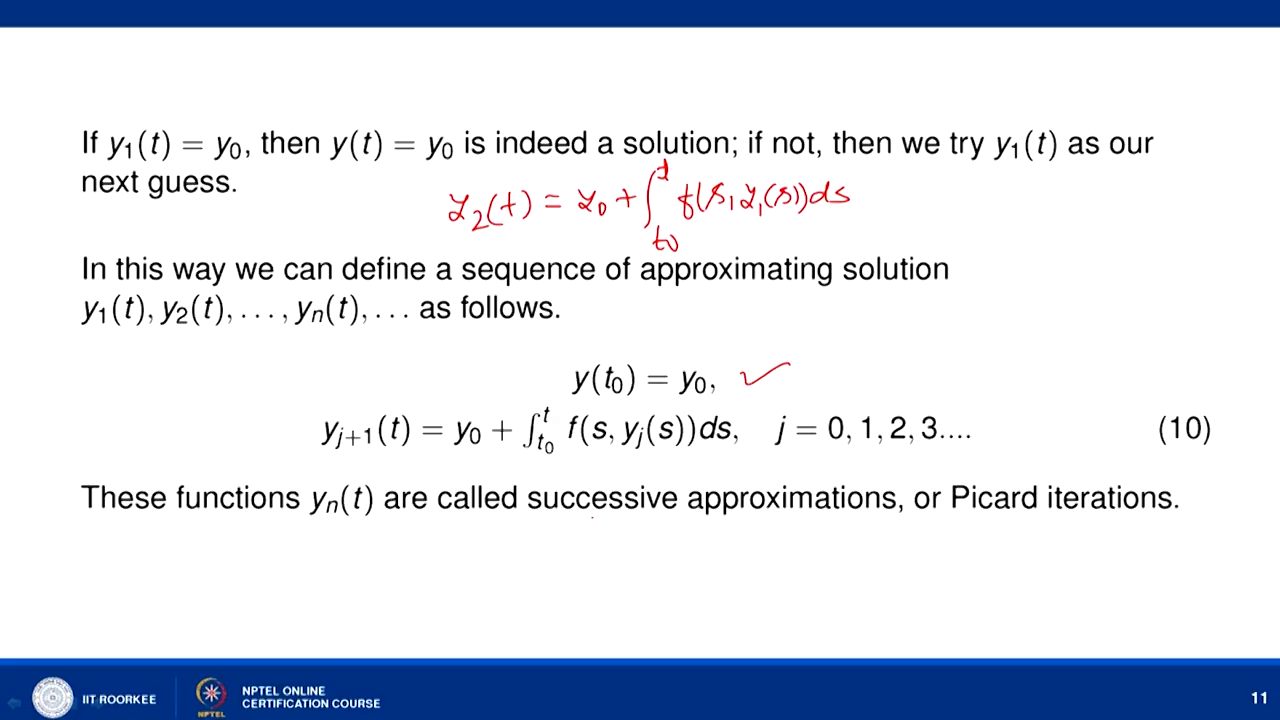 If y₁(t) = y₀, then y(t) = y₀ is indeed a solution; if not, then we try y₁(t) as our
next guess.
y₂(t) = y₀ + ∫_{t₀}^{t} f(s, y₁(s))ds
In this way we can define a sequence of approximating solution
y₁(t), y₂(t), . . . , yₙ(t), . . . as follows.
y(t₀) = y₀, ✓
y_{j+1}(t) = y₀ + ∫_{t₀}^{t} f(s, y_j(s))ds, j = 0, 1, 2, 3.... (10)
These functions yₙ(t) are called successive approximations, or Picard iterations.
IIT ROORKEE
NPTEL
NPTEL ONLINE
CERTIFICATION COURSE
11